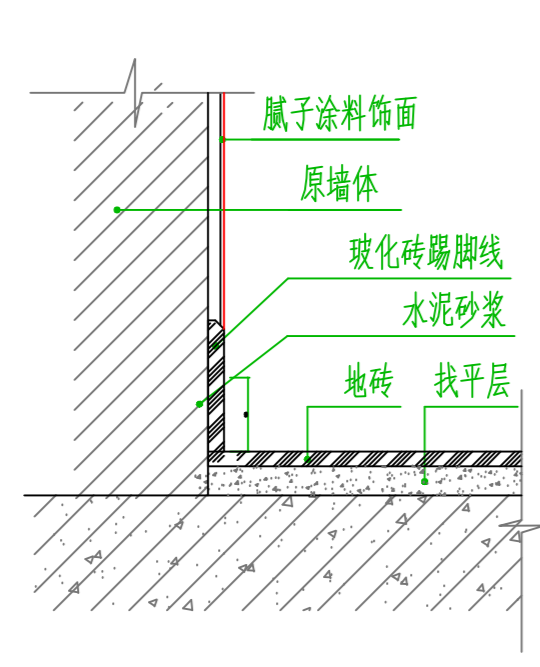 腻子涂料饰面
原墙体
玻化砖踢脚线
水泥砂浆
地砖
找平层